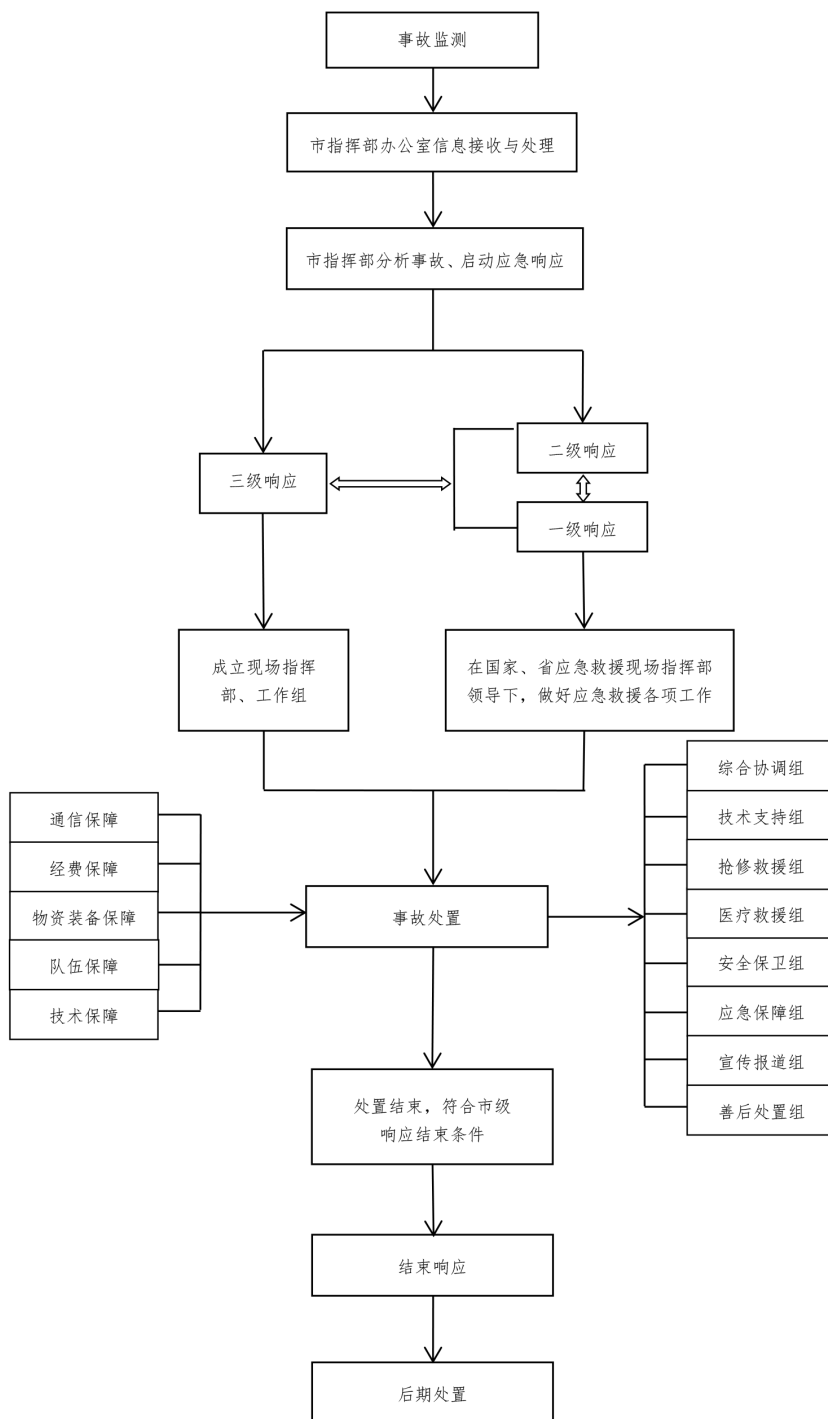 事故监测
市指挥部办公室信息接收与处理
市指挥部分析事故、启动应急响应
三级响应
二级响应
一级响应
成立现场指挥
部、工作组
在国家、省应急救援现场指挥部
领导下，做好应急救援各项工作
通信保障
经费保障
物资装备保障
队伍保障
技术保障
事故处置
综合协调组
技术支持组
抢修救援组
医疗救援组
安全保卫组
应急保障组
宣传报道组
善后处置组
处置结束，符合市级
响应结束条件
结束响应
后期处置